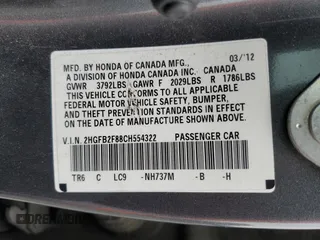 MFD. BY HONDA OF CANADA MFG., 03/'12
A DIVISION OF HONDA CANADA INC. CANADA
GVWR 3792LBS GAWR F 2029LBS R 1786LBS
THIS VEHICLE CONFORMS TO ALL APPLICABLE
FEDERAL MOTOR VEHICLE SAFETY, BUMPER,
AND THEFT PREVENTION STANDARDS IN EFFECT
ON THE DATE OF MANUFACTURE SHOWN ABOVE.
V.I.N. 2HGFB2F88CH554322 PASSENGER CAR
TR6 C LC9 -NH737M -B -H